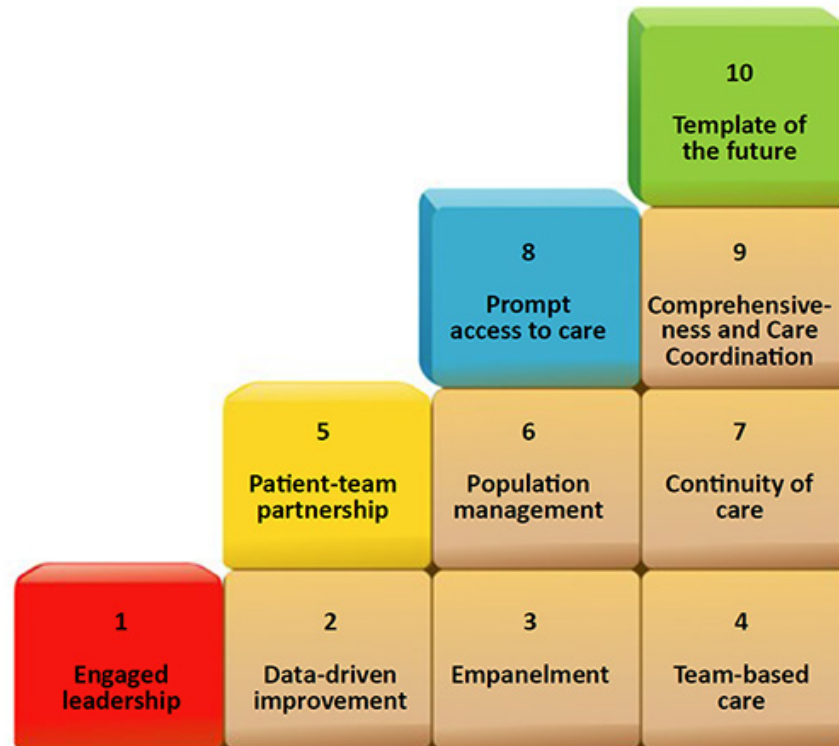 10
Template of
the future
8
Prompt
access to care
9
Comprehensive-
ness and Care
Coordination
5
Patient-team
partnership
6
Population
management
7
Continuity of
care
1
Engaged
leadership
2
Data-driven
improvement
3
Empanelment
4
Team-based
care